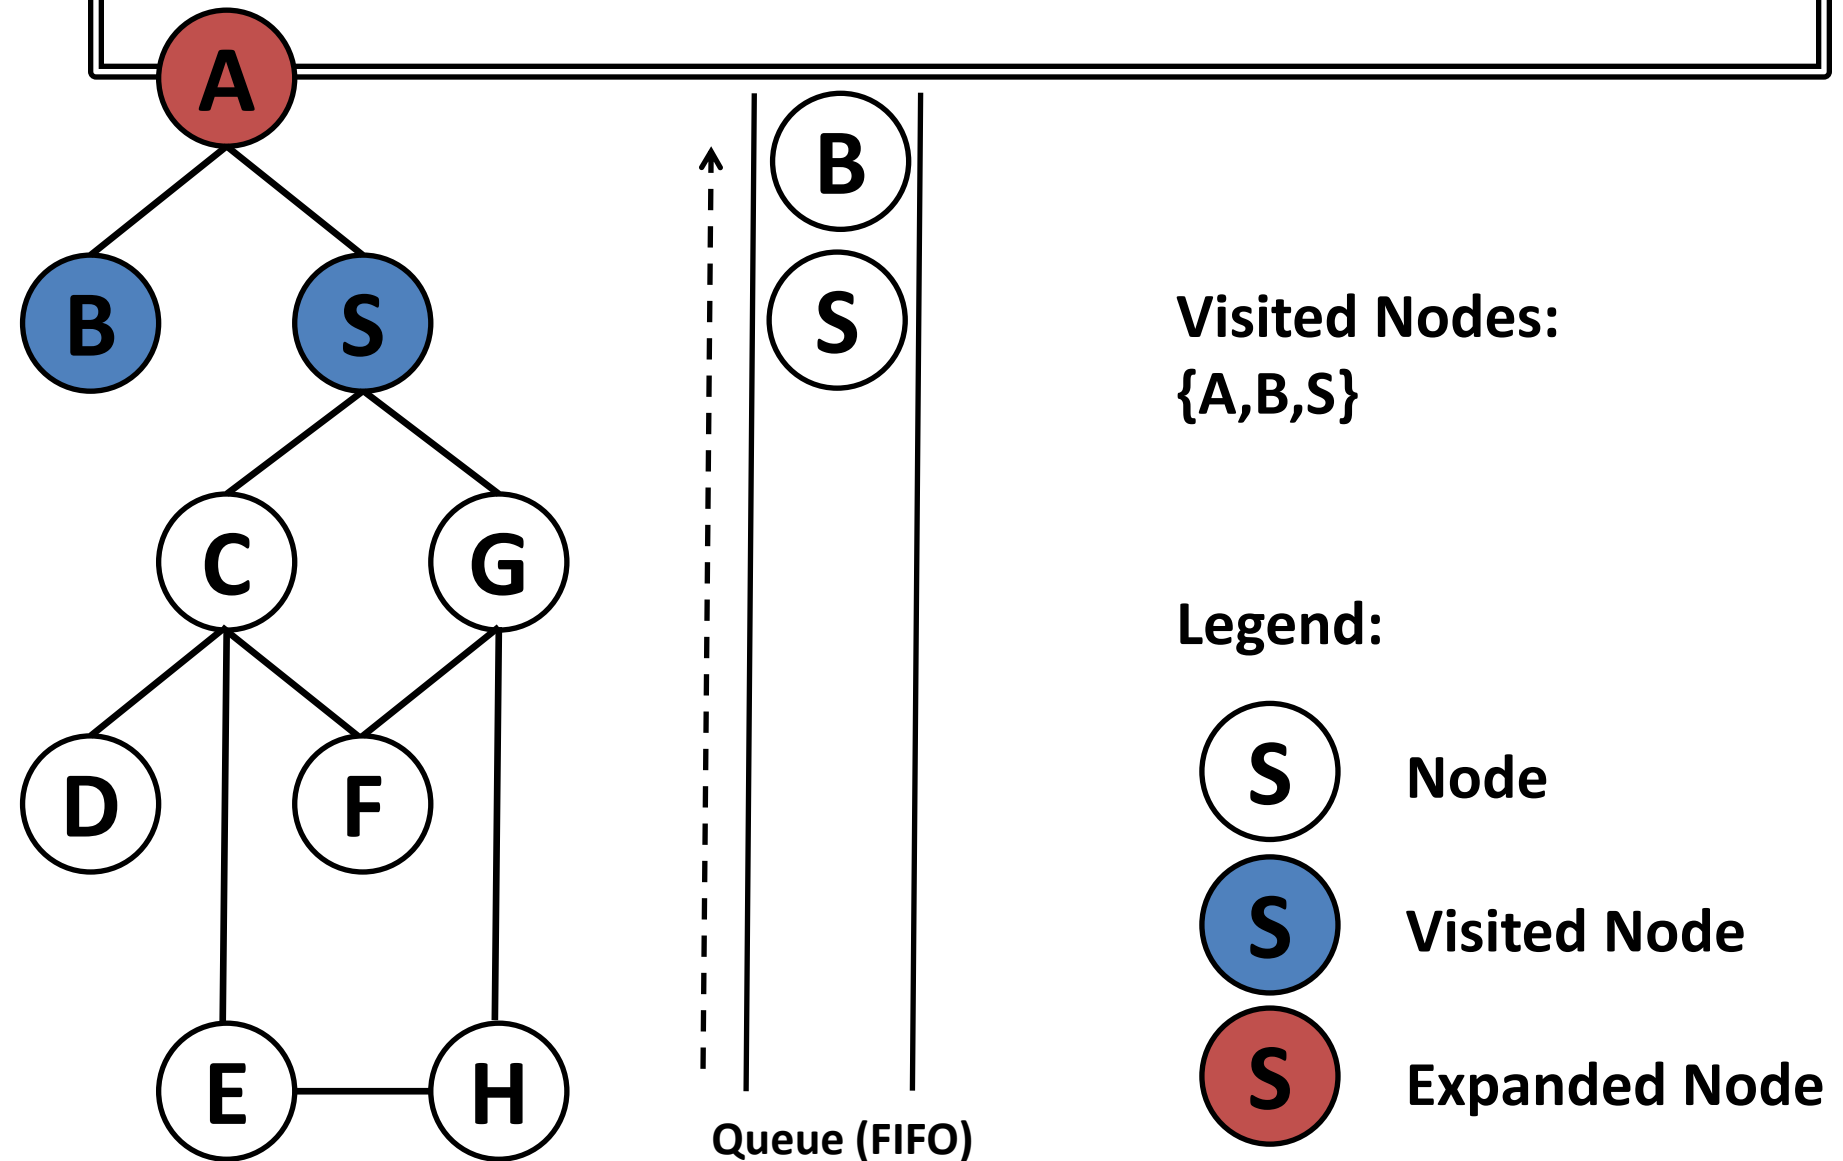 A
B
S
B
S
C
G
D
F
E
H
Queue (FIFO)
Visited Nodes:
{A,B,S}
Legend:
S Node
S Visited Node
S Expanded Node